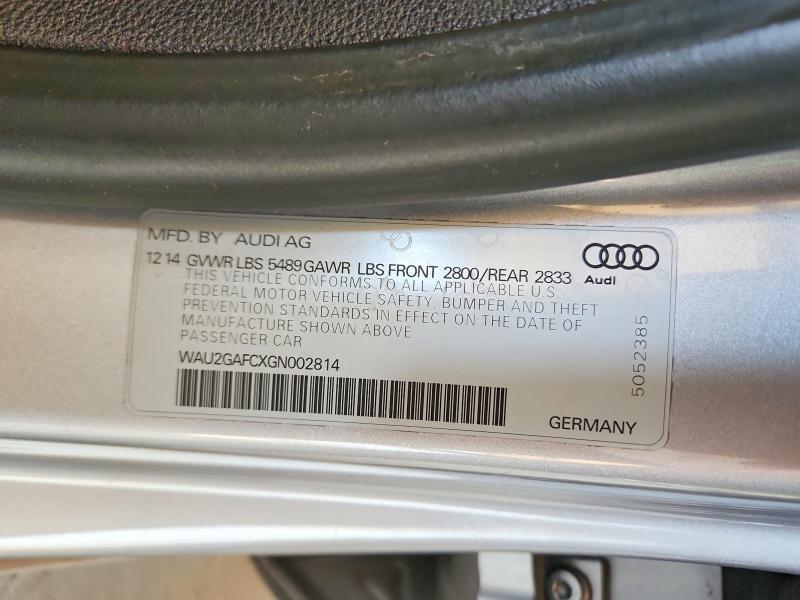 MFD. BY AUDI AG
12 14 GVWR LBS 5489 GAWR LBS FRONT 2800/REAR 2833
THIS VEHICLE CONFORMS TO ALL APPLICABLE U.S.
FEDERAL MOTOR VEHICLE SAFETY, BUMPER AND THEFT
PREVENTION STANDARDS IN EFFECT ON THE DATE OF
MANUFACTURE SHOWN ABOVE
PASSENGER CAR
WAU2GAFCXGN002814
Audi
5052385
GERMANY